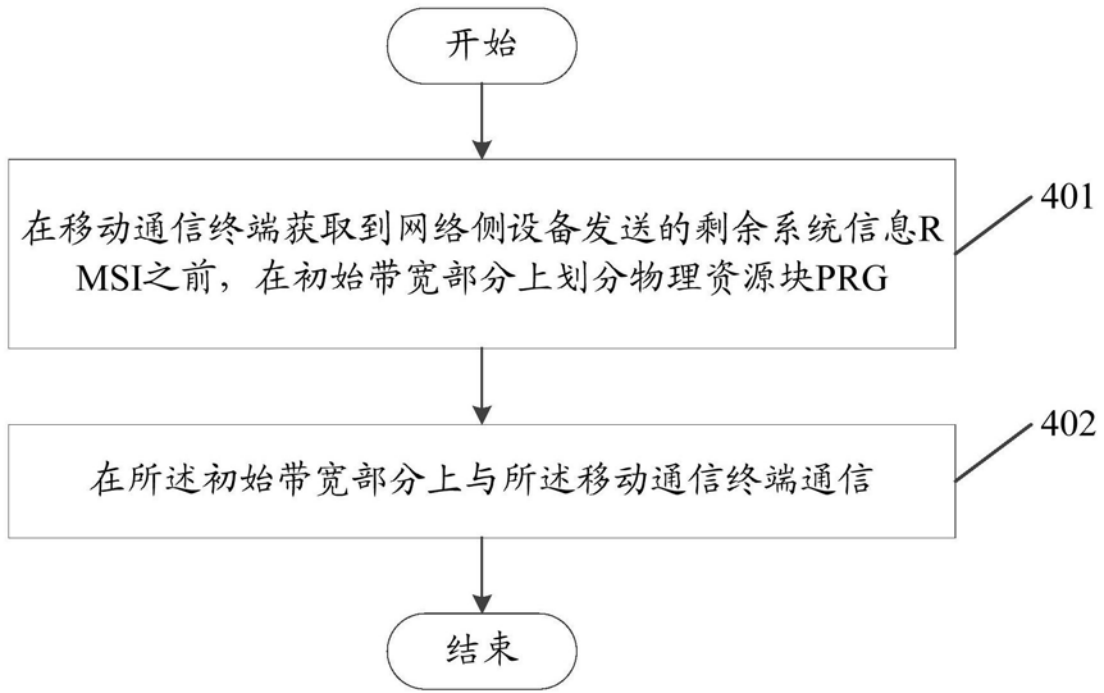 开始
在移动通信终端获取到网络侧设备发送的剩余系统信息R
MSI之前，在初始带宽部分上划分物理资源块PRG
401
在所述初始带宽部分上与所述移动通信终端通信
402
结束